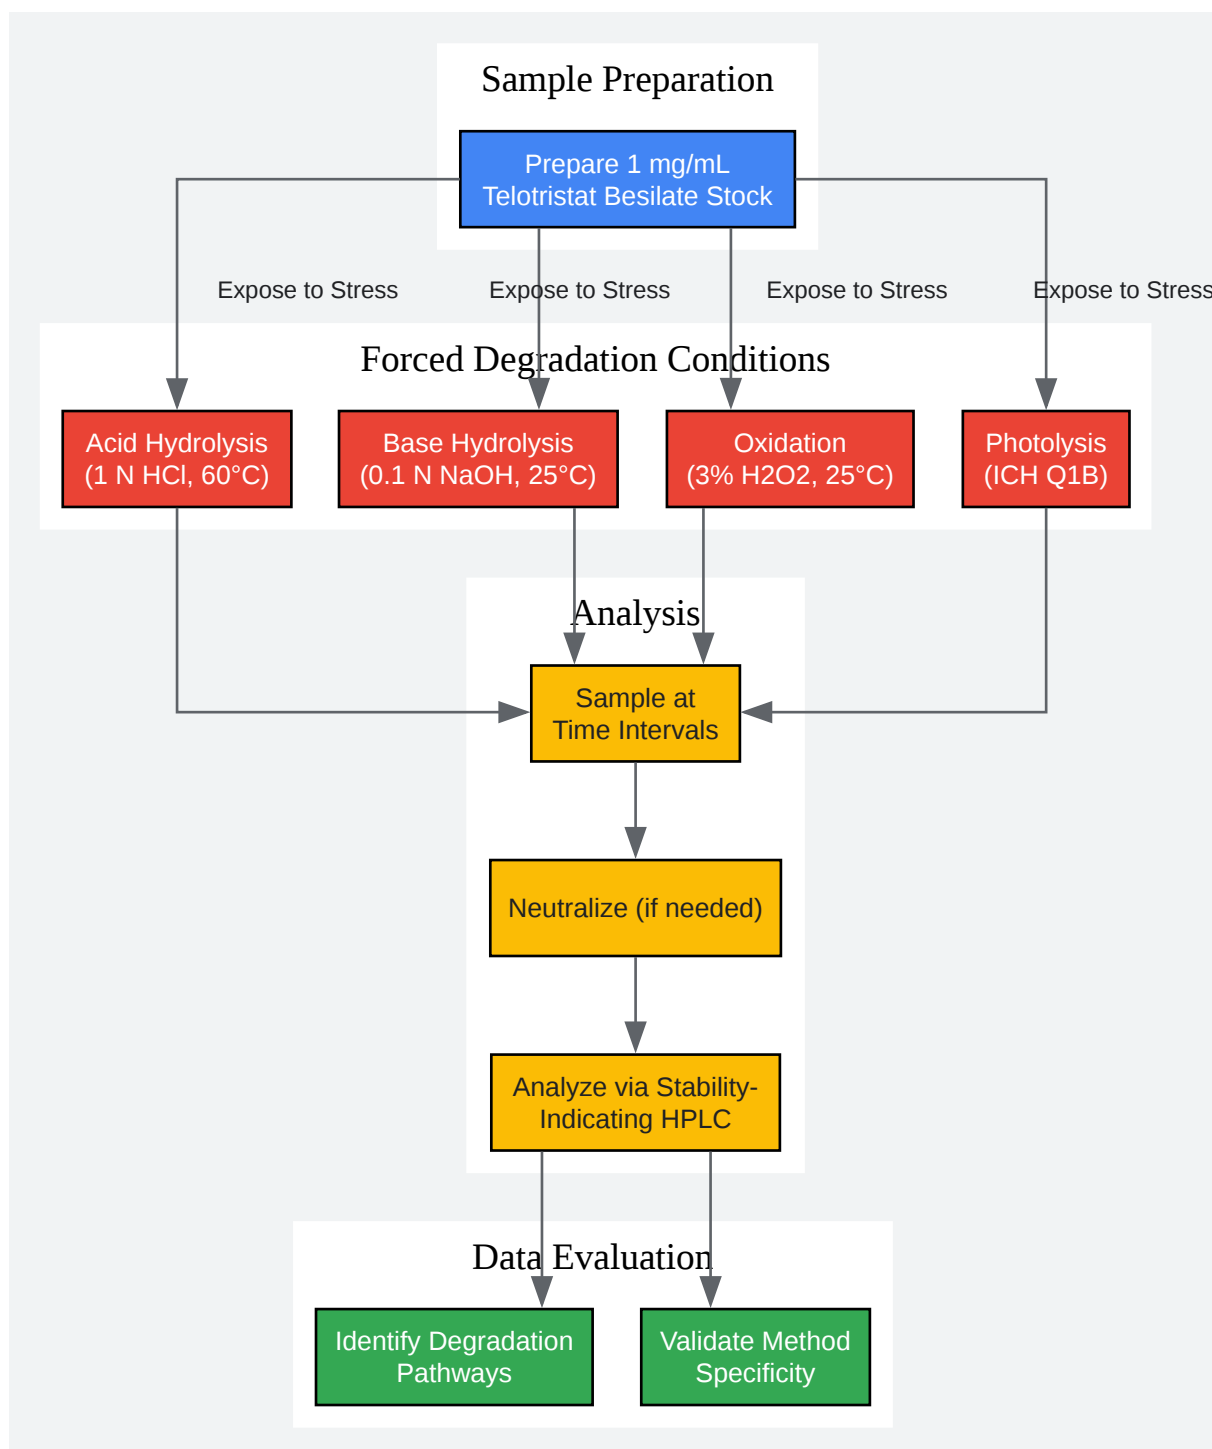 Sample Preparation
Prepare 1 mg/mL
Telotristat Besilate Stock
Expose to Stress
Expose to Stress
Expose to Stress
Expose to Stress
Forced Degradation Conditions
Acid Hydrolysis
(1 N HCl, 60°C)
Base Hydrolysis
(0.1 N NaOH, 25°C)
Oxidation
(3% H2O2, 25°C)
Photolysis
(ICH Q1B)
Analysis
Sample at
Time Intervals
Neutralize (if needed)
Analyze via Stability-
Indicating HPLC
Data Evaluation
Identify Degradation
Pathways
Validate Method
Specificity